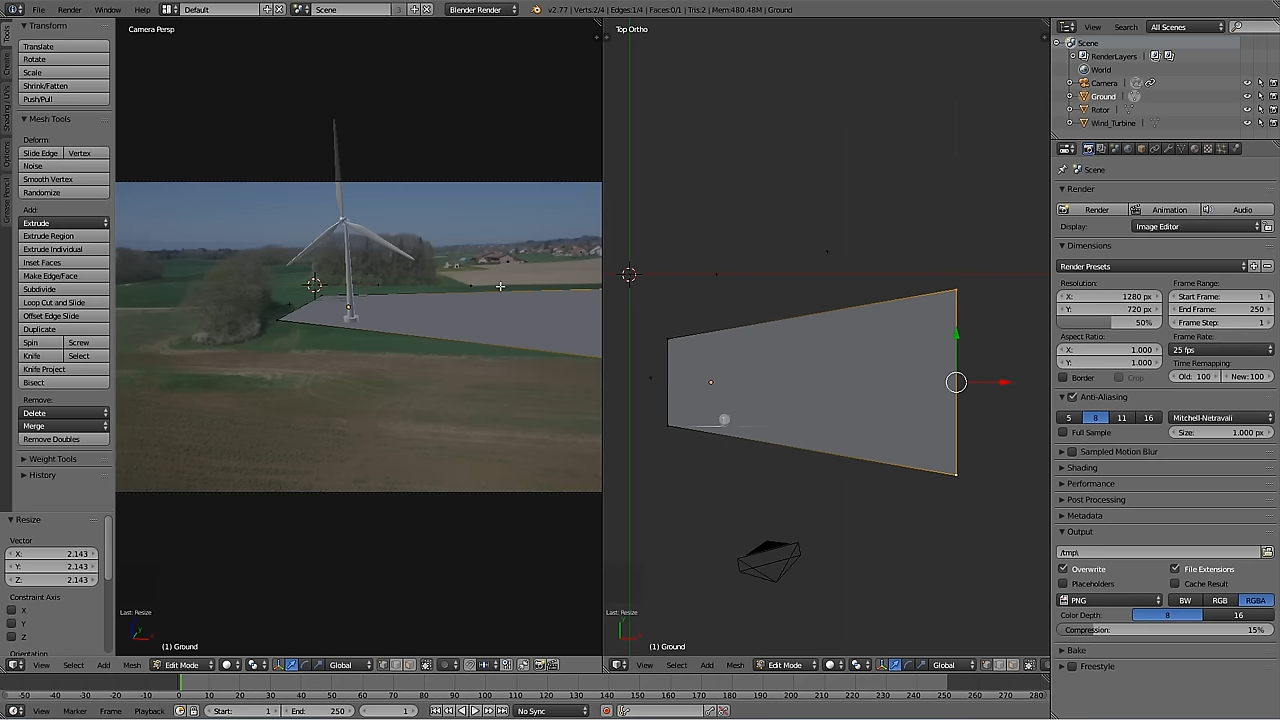 File Render Window Help Default Scene 3 Blender Render v2.77 | Verts:2/4 | Edges:1/4 | Faces:0/1 | Tris:2 | Mem:480.48M | Ground
Tools
Create
Shading / UVs
Options
Grease Pencil
Transform
Translate
Rotate
Scale
Shrink/Fatten
Push/Pull
Mesh Tools
Deform:
Slide Edge Vertex
Noise
Smooth Vertex
Randomize
Add:
Extrude
Extrude Region
Extrude Individual
Inset Faces
Make Edge/Face
Subdivide
Loop Cut and Slide
Offset Edge Slide
Duplicate
Spin Screw
Knife Select
Knife Project
Bisect
Remove:
Delete
Merge
Remove Doubles
Weight Tools
History
Resize
Vector
X: 2.143
Y: 2.143
Z: 2.143
Constraint Axis
X
Y
Z
Orientation
Camera Persp
Last: Resize
(1) Ground
View Select Add Mesh Edit Mode Global
Top Ortho
Last: Resize
(1) Ground
View Select Add Mesh Edit Mode Global
-50 -40 -30 -20 -10 0 10 20 30 40 50 60 70 80 90 100 110 120 130 140 150 160 170 180 190 200 210 220 230 240 250 260 270 280
View Marker Frame Playback Start: 1 End: 250 1 No Sync
View Search All Scenes
Scene
RenderLayers
World
Camera
Ground
Rotor
Wind_Turbine
Scene
Render
Render Animation Audio
Display: Image Editor
Dimensions
Render Presets
Resolution: Frame Range:
X: 1280 px Start Frame: 1
Y: 720 px End Frame: 250
50% Frame Step: 1
Aspect Ratio: Frame Rate:
X: 1.000 25 fps
Y: 1.000 Time Remapping:
Border Crop Old: 100 New: 100
Anti-Aliasing
5 8 11 16 Mitchell-Netravali
Full Sample Size: 1.000 px
Sampled Motion Blur
Shading
Performance
Post Processing
Metadata
Output
/tmp\
Overwrite File Extensions
Placeholders Cache Result
PNG BW RGB RGBA
Color Depth: 8 16
Compression: 15%
Bake
Freestyle